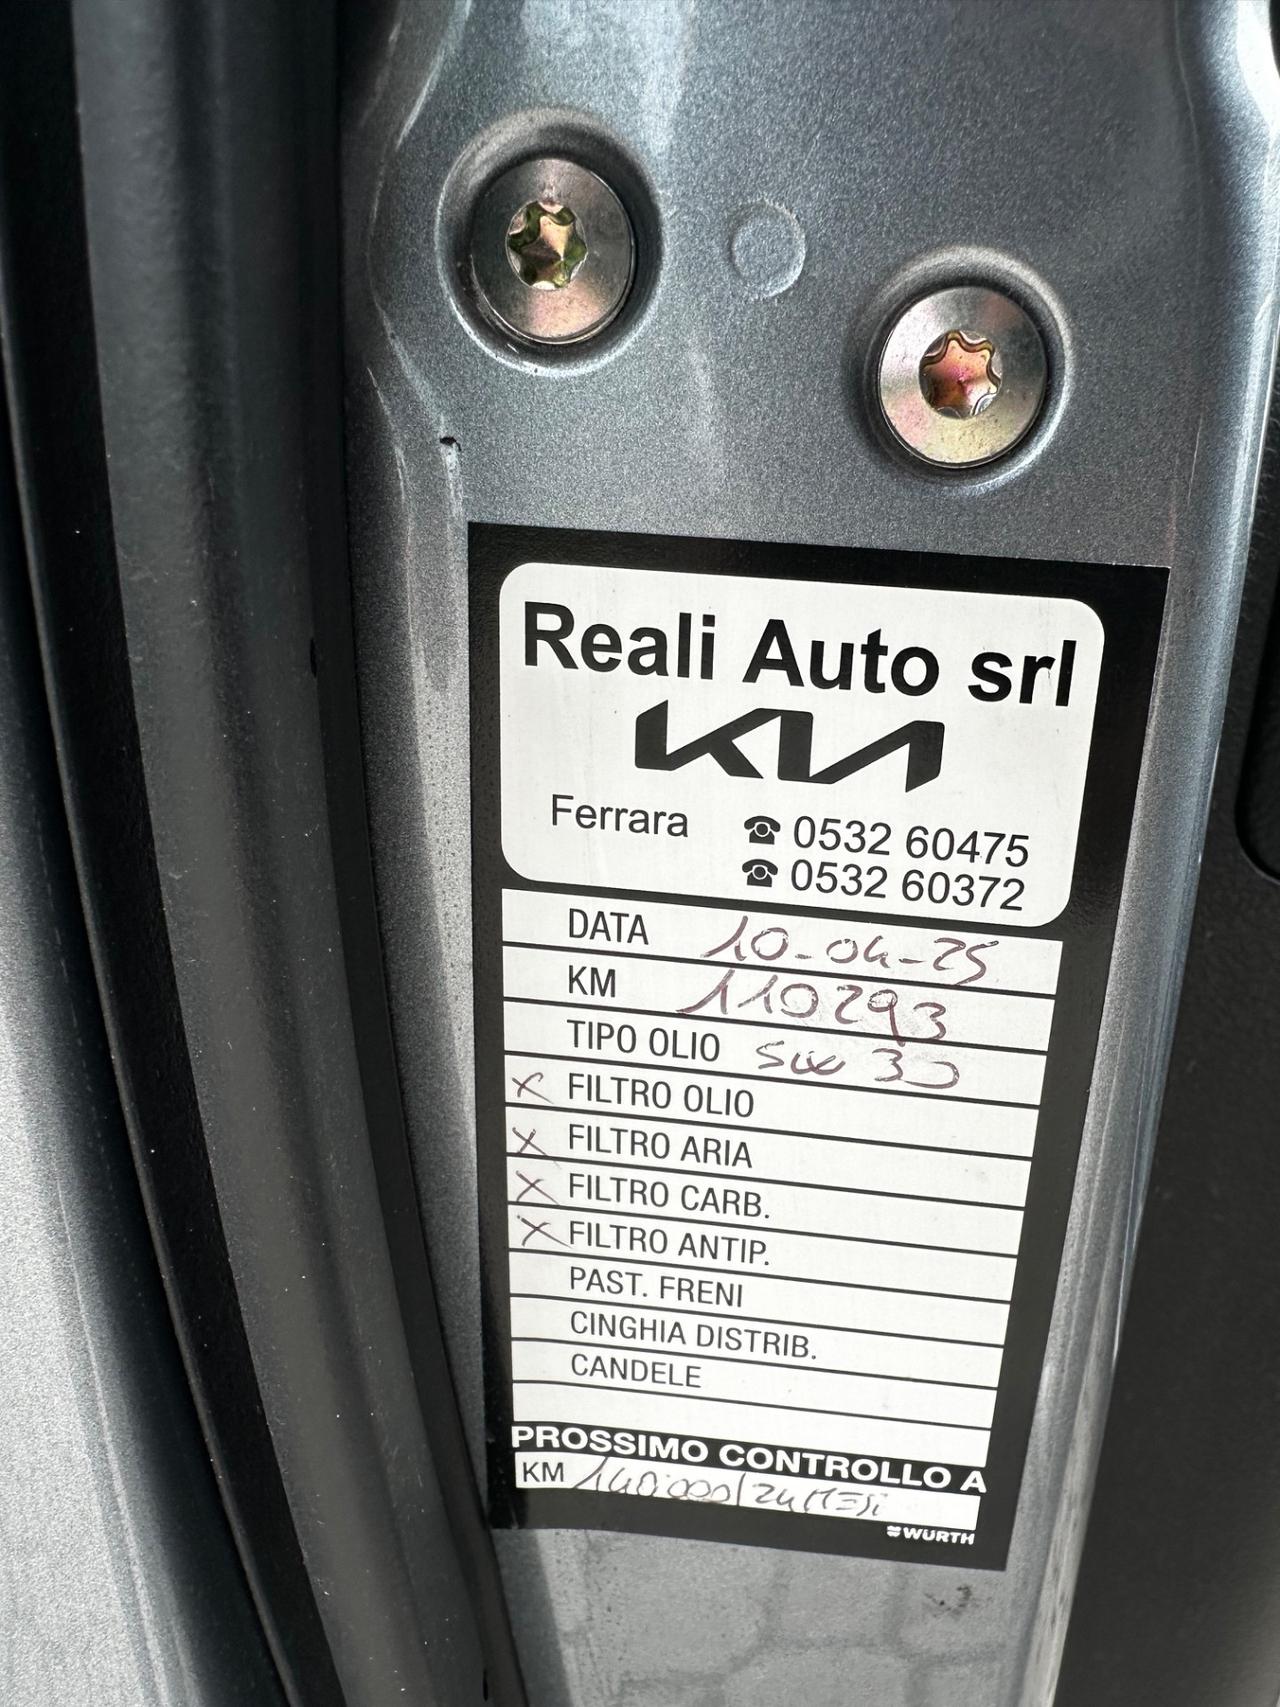 Reali Auto srl
KIA
Ferrara ☎ 0532 60475
☎ 0532 60372
DATA 10-04-25
KM 110293
TIPO OLIO 5W30
X FILTRO OLIO
X FILTRO ARIA
X FILTRO CARB.
X FILTRO ANTIP.
PAST. FRENI
CINGHIA DISTRIB.
CANDELE
PROSSIMO CONTROLLO A
KM 140.000/24 MESI
WÜRTH